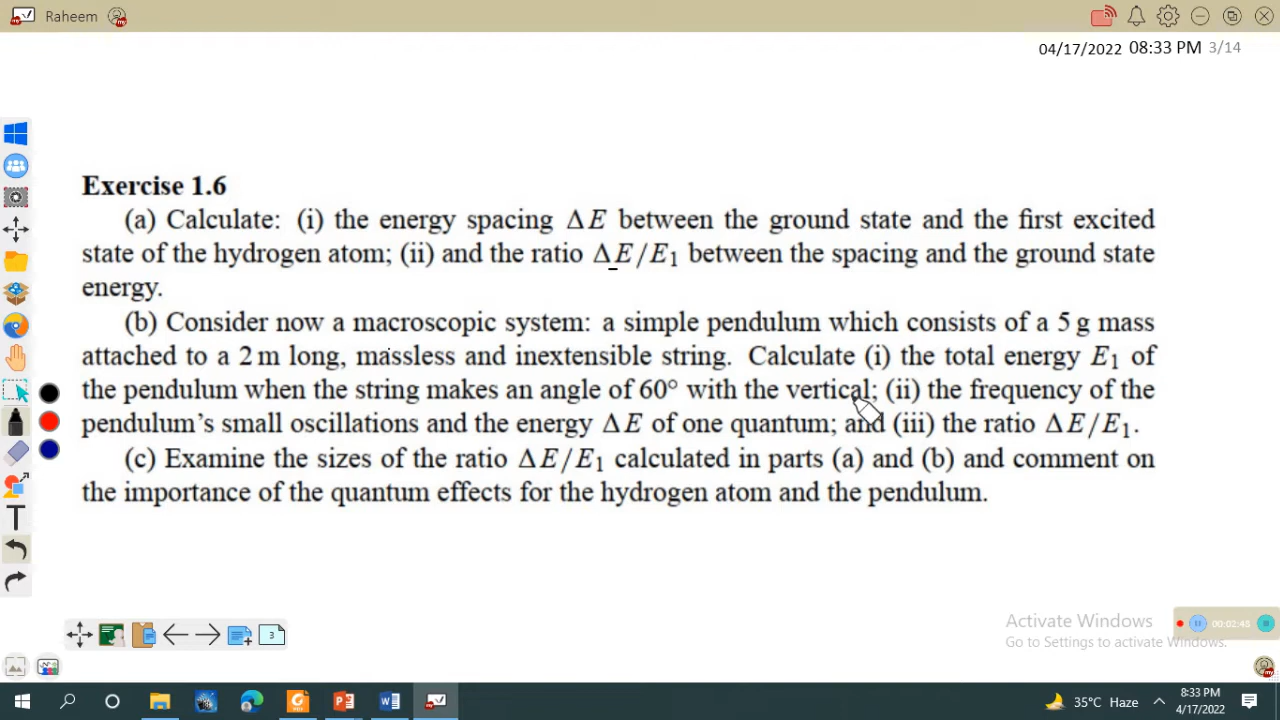 Raheem
04/17/2022 08:33 PM 3/14
Exercise 1.6
(a) Calculate: (i) the energy spacing ΔE between the ground state and the first excited
state of the hydrogen atom; (ii) and the ratio ΔE/E₁ between the spacing and the ground state
energy.
(b) Consider now a macroscopic system: a simple pendulum which consists of a 5 g mass
attached to a 2 m long, massless and inextensible string. Calculate (i) the total energy E₁ of
the pendulum when the string makes an angle of 60° with the vertical; (ii) the frequency of the
pendulum's small oscillations and the energy ΔE of one quantum; and (iii) the ratio ΔE/E₁.
(c) Examine the sizes of the ratio ΔE/E₁ calculated in parts (a) and (b) and comment on
the importance of the quantum effects for the hydrogen atom and the pendulum.
T
3
Activate Windows
Go to Settings to activate Windows.
00:02:45
35°C Haze
8:33 PM
4/17/2022